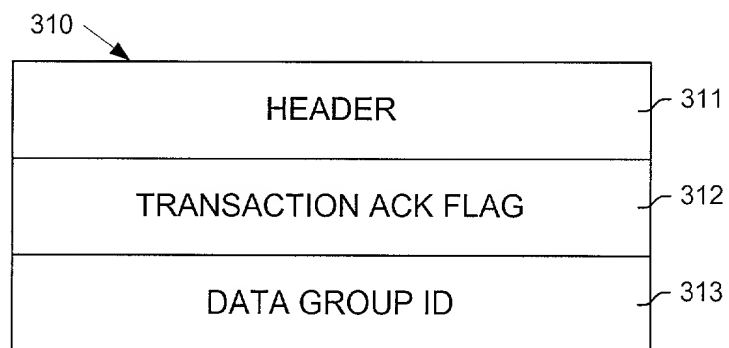 310
HEADER
311
TRANSACTION ACK FLAG
312
DATA GROUP ID
313